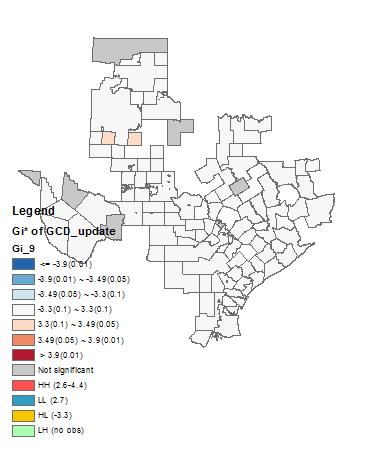 Legend
Gi* of GCD_update
Gi_9
<= -3.9(0.01)
-3.9(0.01) ~ -3.49(0.05)
-3.49(0.05) ~ -3.3(0.1)
-3.3(0.1) ~ 3.3(0.1)
3.3(0.1) ~ 3.49(0.05)
3.49(0.05) ~ 3.9(0.01)
> 3.9(0.01)
Not significant
HH (2.6-4.4)
LL (2.7)
HL (-3.3)
LH (no obs)